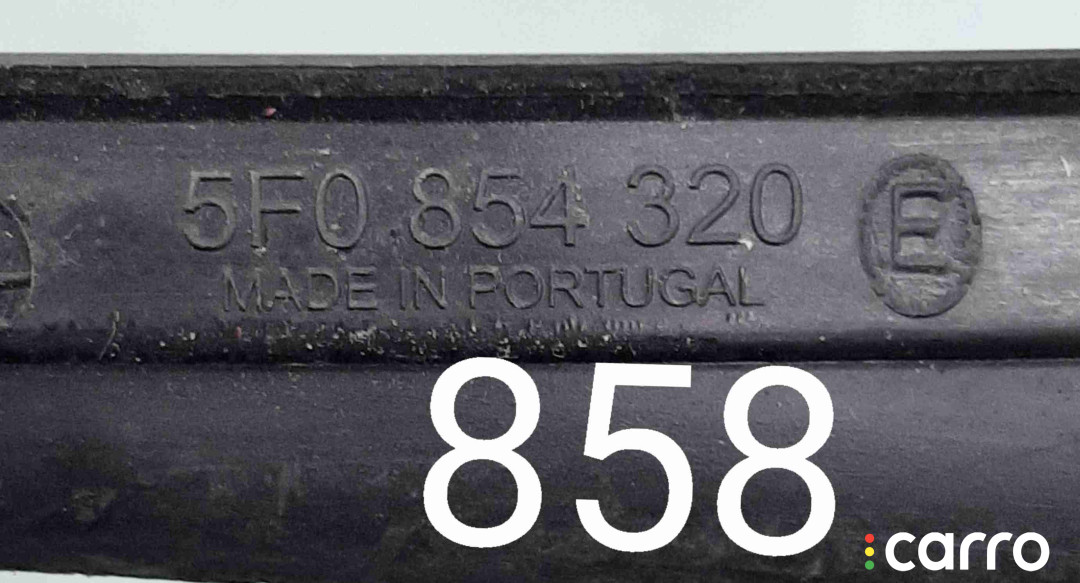 5F0 854 320
E
MADE IN PORTUGAL
858
carro